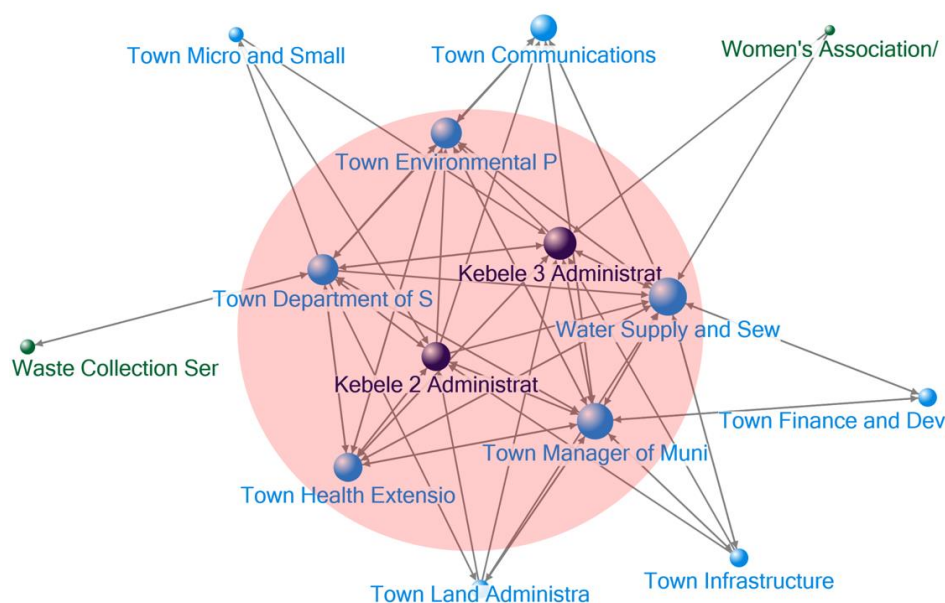 Town Micro and Small
Town Communications
Women's Association/
Town Environmental P
Kebele 3 Administrat
Town Department of S
Water Supply and Sew
Waste Collection Ser
Kebele 2 Administrat
Town Finance and Dev
Town Manager of Muni
Town Health Extensio
Town Infrastructure
Town Land Administra